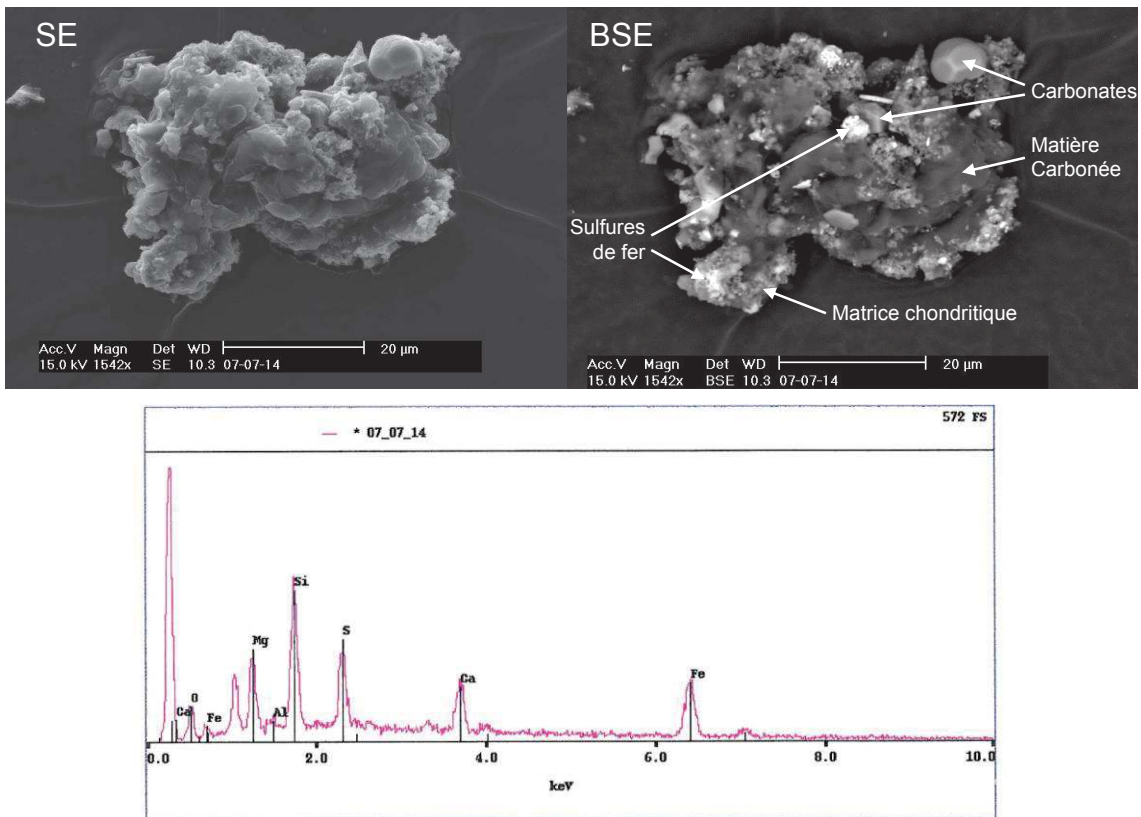 SE
BSE
Carbonates
Matière
Carbonée
Sulfures
de fer
Matrice chondritique
Acc.V Magn Det WD
15.0 kV 1542x SE 10.3 07-07-14
20 µm
Acc.V Magn Det WD
15.0 kV 1542x BSE 10.3 07-07-14
20 µm
572 FS
* 07_07_14
Si
Mg
S
Ca
Fe
O
Ca
Fe
Al
0.0 2.0 4.0 6.0 8.0 10.0
keV